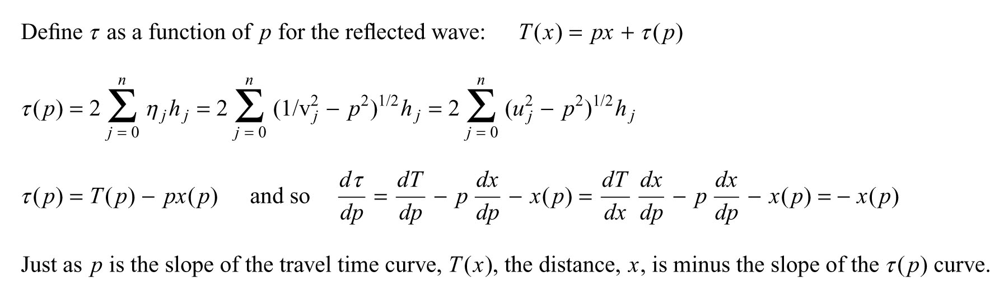 Define τ as a function of p for the reflected wave: T(x) = px + τ(p)
τ(p) = 2 ∑_{j = 0}^{n} η_j h_j = 2 ∑_{j = 0}^{n} (1/v_j^2 − p^2)^{1/2} h_j = 2 ∑_{j = 0}^{n} (u_j^2 − p^2)^{1/2} h_j
τ(p) = T(p) − px(p) and so dτ/dp = dT/dp − p dx/dp − x(p) = dT/dx dx/dp − p dx/dp − x(p) = − x(p)
Just as p is the slope of the travel time curve, T(x), the distance, x, is minus the slope of the τ(p) curve.